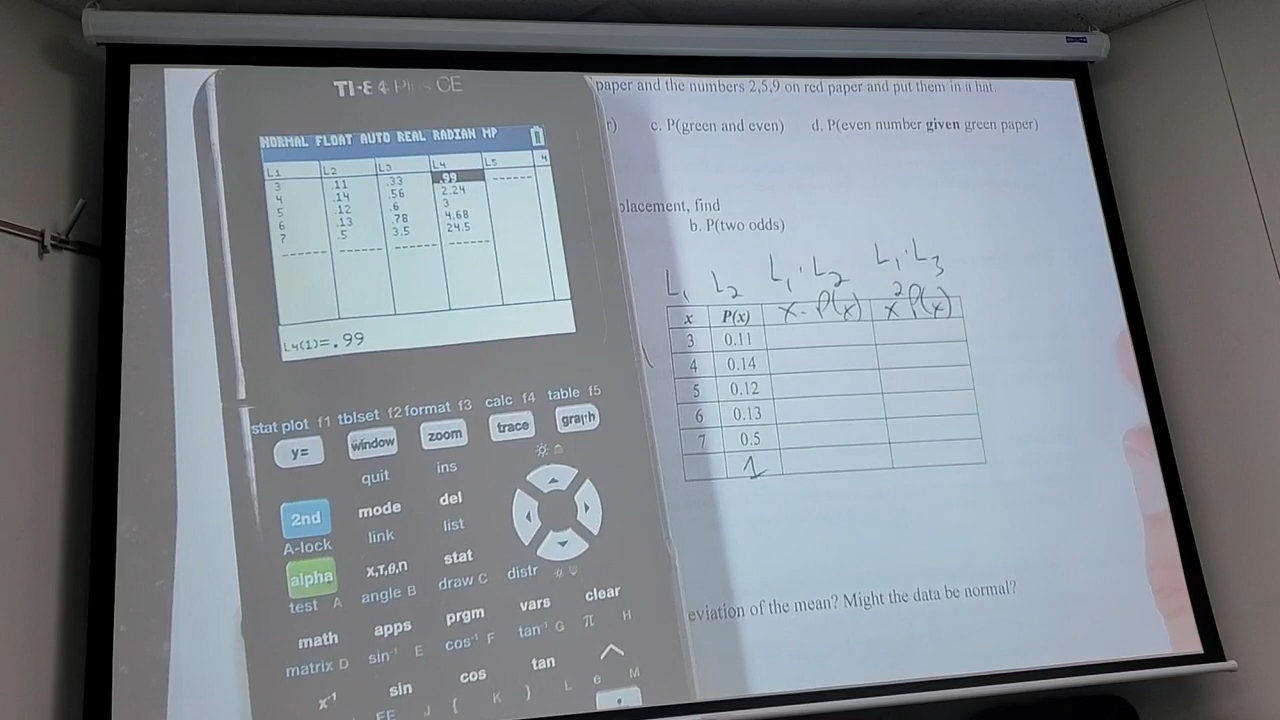 TI-84 Plus CE
NORMAL FLOAT AUTO REAL RADIAN MP
L1 L2 L3 L4 L5 4
3 .11 .33 .99 ------
4 .14 .56 2.24
5 .12 .6 3
6 .13 .78 4.68
7 .5 3.5 24.5
------ ------ ------ ------
L4(1)=.99
stat plot f1 tblset f2 format f3 calc f4 table f5
y= window zoom trace graph
quit ins
2nd mode del
A-lock link list
alpha x,T,θ,n stat
test A angle B draw C distr
math apps prgm vars clear
matrix D sin⁻¹ E cos⁻¹ F tan⁻¹ G π H
x⁻¹ sin cos tan ^
EE J { K } L e M
paper and the numbers 2,5,9 on red paper and put them in a hat.
r) c. P(green and even) d. P(even number given green paper)
placement, find
b. P(two odds)
L1 L2 L1·L2 L1·L3
x P(x) x·P(x) x²P(x)
3 0.11
4 0.14
5 0.12
6 0.13
7 0.5
1
eviation of the mean? Might the data be normal?